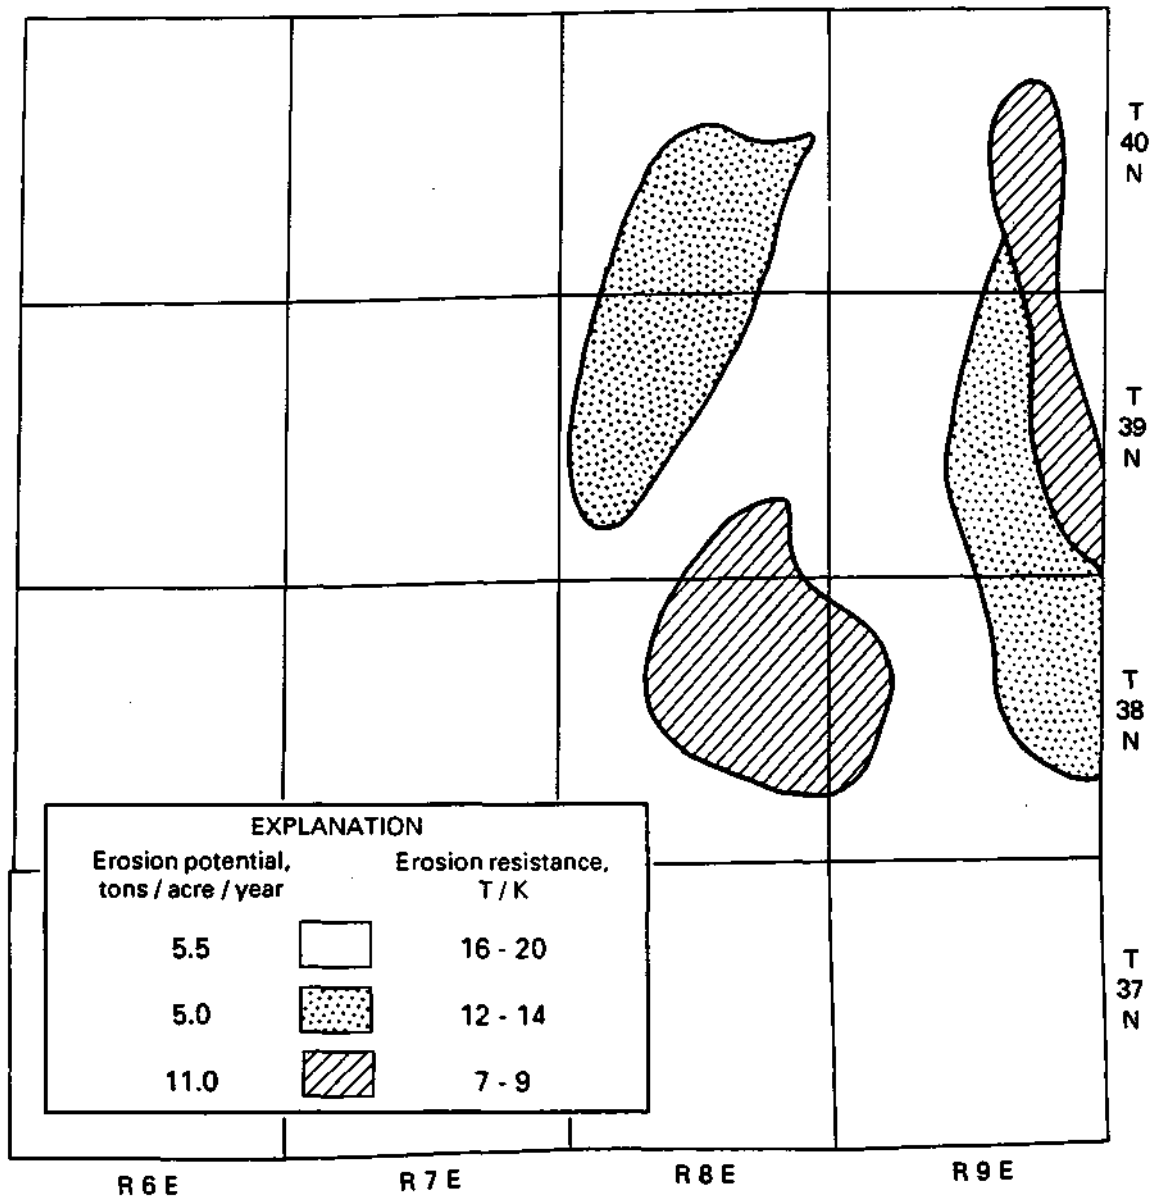 T
40
N
T
39
N
T
38
N
EXPLANATION
Erosion potential,
tons / acre / year
Erosion resistance,
T / K
5.5
16 - 20
5.0
12 - 14
11.0
7 - 9
T
37
N
R 6 E
R 7 E
R 8 E
R 9 E